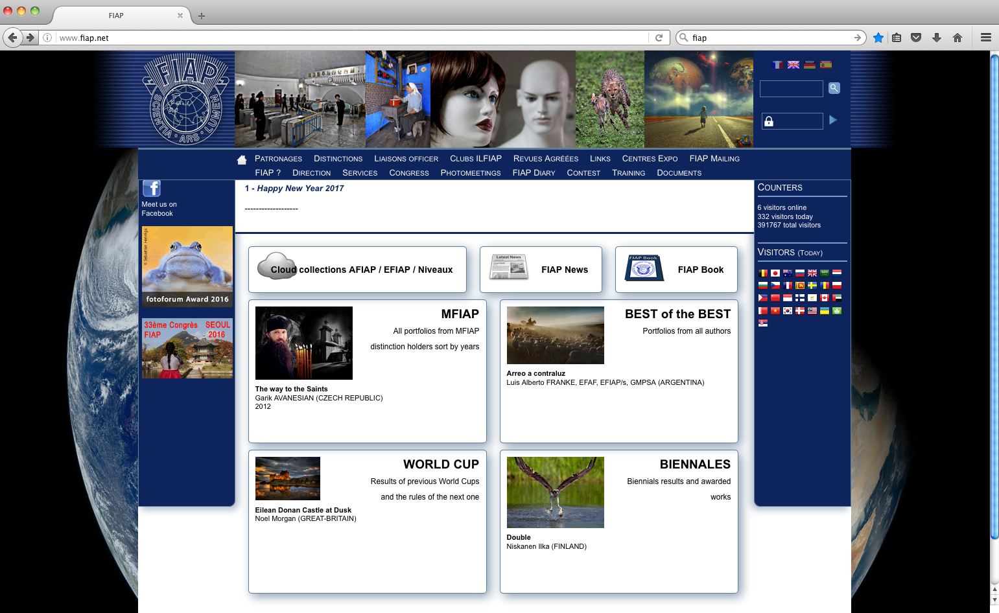 FIAP
www.fiap.net
fiap
FIAP
SCIENTIA · ARS · LUMEN
Patronages Distinctions Liaisons officer Clubs ILFIAP Revues Agréées Links Centres Expo FIAP Mailing
FIAP ? Direction Services Congress Photomeetings FIAP Diary Contest Training Documents
Meet us on
Facebook
© Sebastian Hennigs
fotoforum Award 2016
33ème Congrès SEOUL
FIAP 2016
1 - Happy New Year 2017
-------------------
Cloud collections AFIAP / EFIAP / Niveaux
Latest News
FIAP News
FIAP Book
FIAP Book
MFIAP
All portfolios from MFIAP
distinction holders sort by years
The way to the Saints
Garik AVANESIAN (CZECH REPUBLIC)
2012
BEST of the BEST
Portfolios from all authors
Arreo a contraluz
Luis Alberto FRANKE, EFAF, EFIAP/s, GMPSA (ARGENTINA)
WORLD CUP
Results of previous World Cups
and the rules of the next one
Eilean Donan Castle at Dusk
Noel Morgan (GREAT-BRITAIN)
BIENNALES
Biennials results and awarded
works
Double
Niskanen Ilka (FINLAND)
Counters
6 visitors online
332 visitors today
391767 total visitors
Visitors (Today)